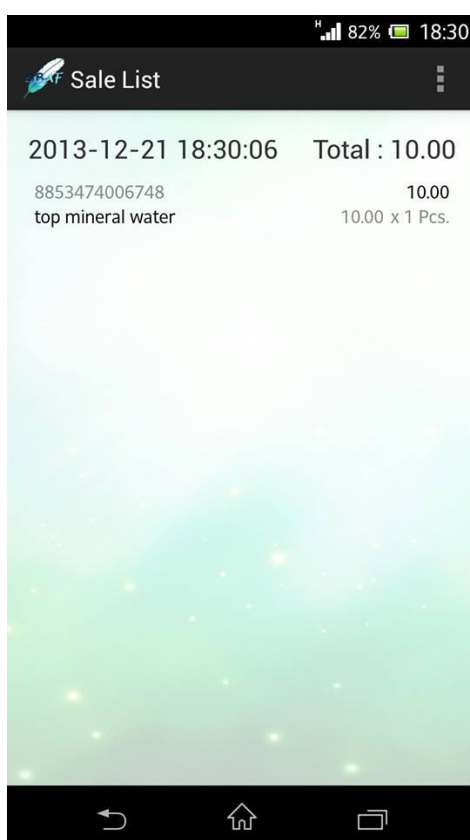 H 82% 18:30
Sale List
2013-12-21 18:30:06 Total : 10.00
8853474006748 10.00
top mineral water 10.00 x 1 Pcs.